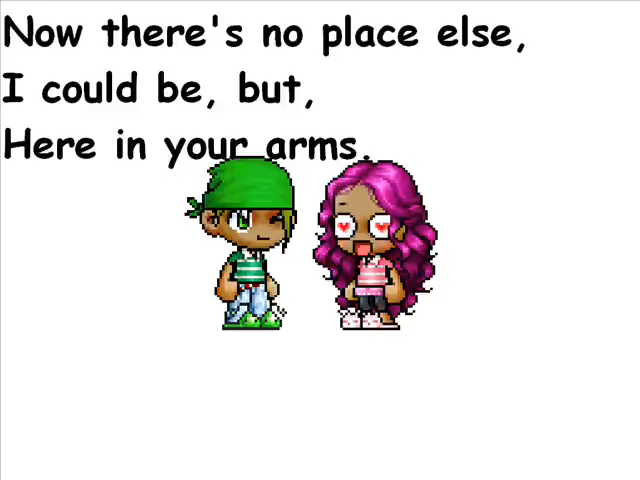 Now there's no place else,
I could be, but,
Here in your arms.